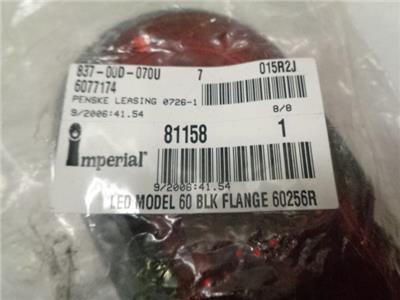 837-00D-070U 7 015R2J
6077174
PENSKE LEASING 0726-1
9/2006:41.54 8/8
Imperial® 81158 1
9/2006:41.54
LED MODEL 60 BLK FLANGE 60256R